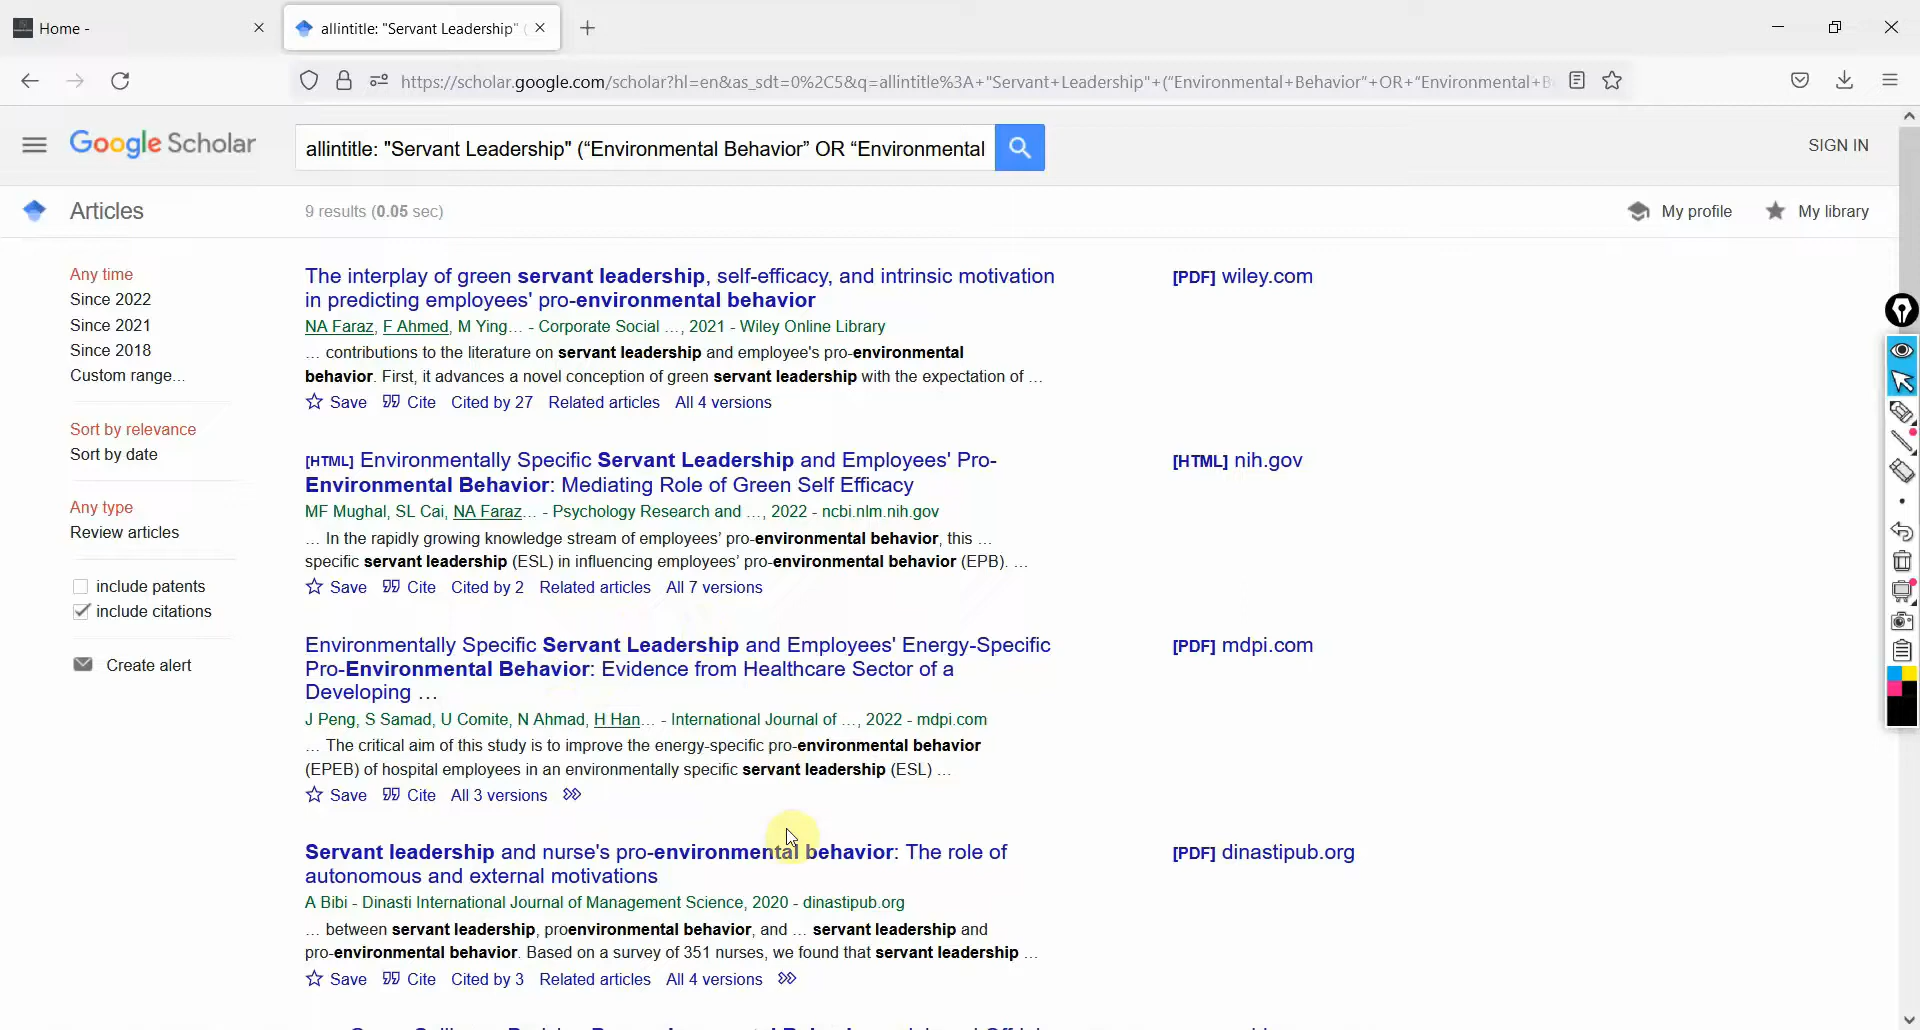 Home -
allintitle: "Servant Leadership" (
https://scholar.google.com/scholar?hl=en&as_sdt=0%2C5&q=allintitle%3A+"Servant+Leadership"+("Environmental+Behavior"+OR+"Environmental+B
Google Scholar
allintitle: "Servant Leadership" (“Environmental Behavior” OR “Environmental
SIGN IN
Articles
9 results (0.05 sec)
My profile
My library
Any time
Since 2022
Since 2021
Since 2018
Custom range...
Sort by relevance
Sort by date
Any type
Review articles
include patents
include citations
Create alert
The interplay of green servant leadership, self-efficacy, and intrinsic motivation
in predicting employees' pro-environmental behavior
NA Faraz, F Ahmed, M Ying… - Corporate Social …, 2021 - Wiley Online Library
… contributions to the literature on servant leadership and employee's pro-environmental
behavior. First, it advances a novel conception of green servant leadership with the expectation of …
Save Cite Cited by 27 Related articles All 4 versions
[PDF] wiley.com
[HTML] Environmentally Specific Servant Leadership and Employees' Pro-
Environmental Behavior: Mediating Role of Green Self Efficacy
MF Mughal, SL Cai, NA Faraz… - Psychology Research and …, 2022 - ncbi.nlm.nih.gov
… In the rapidly growing knowledge stream of employees’ pro-environmental behavior, this …
specific servant leadership (ESL) in influencing employees’ pro-environmental behavior (EPB). …
Save Cite Cited by 2 Related articles All 7 versions
[HTML] nih.gov
Environmentally Specific Servant Leadership and Employees' Energy-Specific
Pro-Environmental Behavior: Evidence from Healthcare Sector of a
Developing …
J Peng, S Samad, U Comite, N Ahmad, H Han… - International Journal of …, 2022 - mdpi.com
… The critical aim of this study is to improve the energy-specific pro-environmental behavior
(EPEB) of hospital employees in an environmentally specific servant leadership (ESL) …
Save Cite All 3 versions
[PDF] mdpi.com
Servant leadership and nurse's pro-environmental behavior: The role of
autonomous and external motivations
A Bibi - Dinasti International Journal of Management Science, 2020 - dinastipub.org
… between servant leadership, proenvironmental behavior, and … servant leadership and
pro-environmental behavior. Based on a survey of 351 nurses, we found that servant leadership …
Save Cite Cited by 3 Related articles All 4 versions
[PDF] dinastipub.org